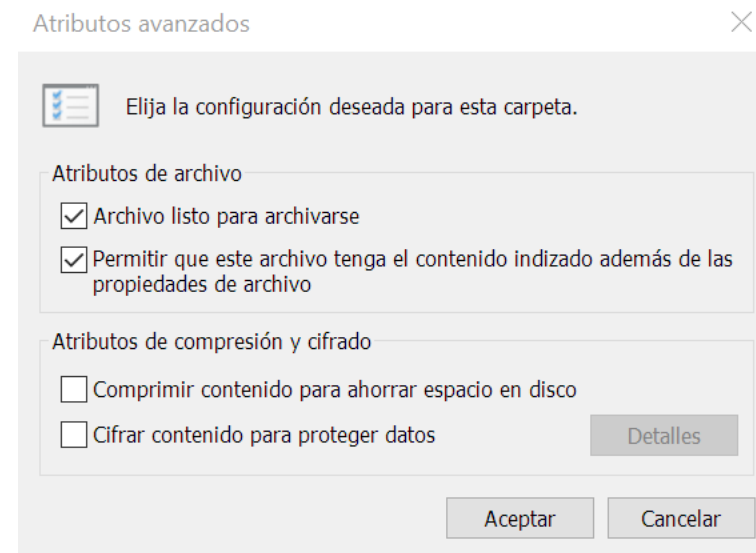 Atributos avanzados
Elija la configuración deseada para esta carpeta.
Atributos de archivo
Archivo listo para archivarse
Permitir que este archivo tenga el contenido indizado además de las
propiedades de archivo
Atributos de compresión y cifrado
Comprimir contenido para ahorrar espacio en disco
Cifrar contenido para proteger datos
Detalles
Aceptar
Cancelar